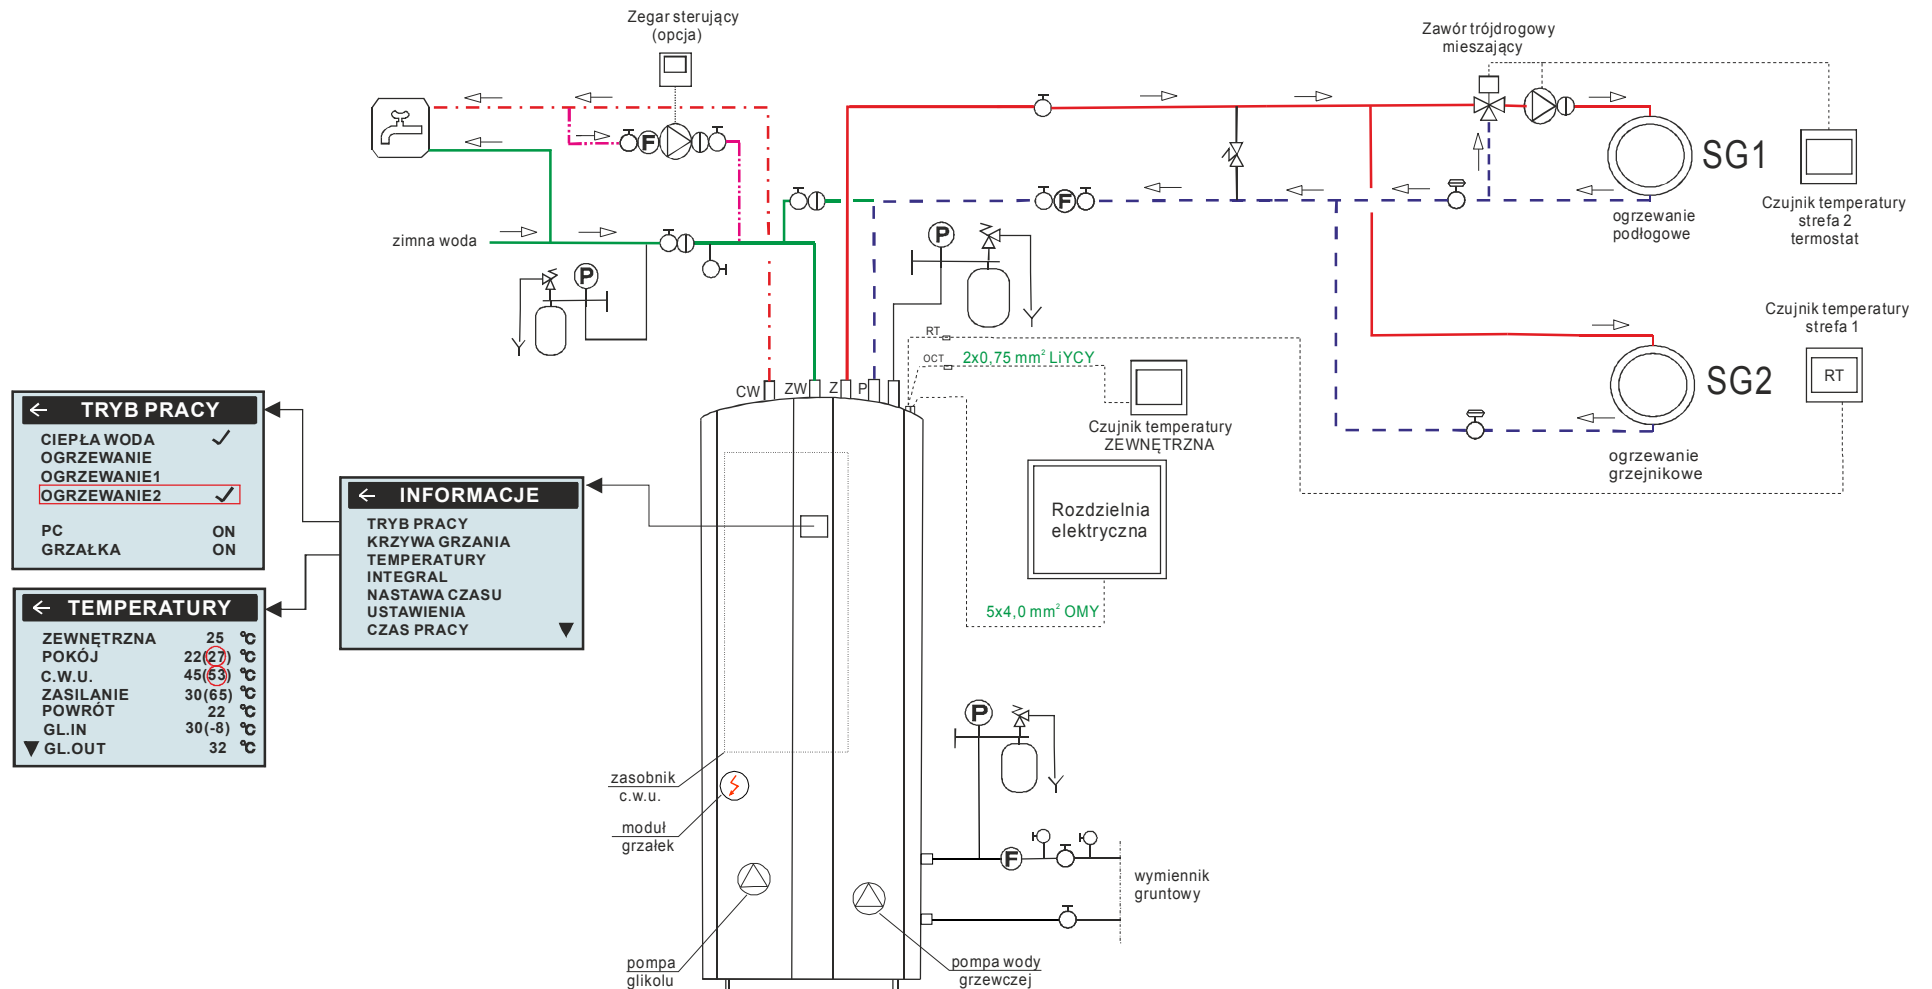 Zegar sterujący
(opcja)
Zawór trójdrogowy
mieszający
F
SG1
Czujnik temperatury
strefa 2
termostat
ogrzewanie
podłogowe
F
zimna woda
P
P
Czujnik temperatury
strefa 1
RT
OCT
2x0,75 mm² LiYCY
RT
SG2
CW
ZW
Z
P
Czujnik temperatury
ZEWNĘTRZNA
ogrzewanie
grzejnikowe
Rozdzielnia
elektryczna
5x4,0 mm² OMY
← TRYB PRACY
CIEPŁA WODA ✓
OGRZEWANIE
OGRZEWANIE1
OGRZEWANIE2 ✓
PC ON
GRZAŁKA ON
← INFORMACJE
TRYB PRACY
KRZYWA GRZANIA
TEMPERATURY
INTEGRAL
NASTAWA CZASU
USTAWIENIA
CZAS PRACY ▼
← TEMPERATURY
ZEWNĘTRZNA 25 °C
POKÓJ 22(27) °C
C.W.U. 45(53) °C
ZASILANIE 30(65) °C
POWRÓT 22 °C
GL.IN 30(-8) °C
▼ GL.OUT 32 °C
P
zasobnik
c.w.u.
moduł
grzałek
F
wymiennik
gruntowy
pompa
glikolu
pompa wody
grzewczej